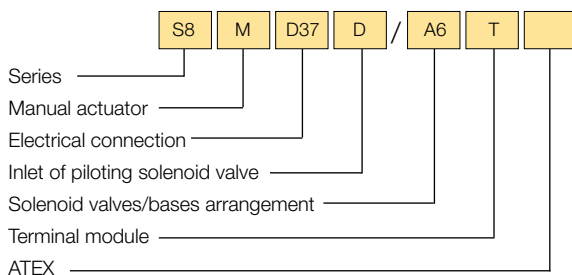 S8 M D37 D / A6 T
Series
Manual actuator
Electrical connection
Inlet of piloting solenoid valve
Solenoid valves/bases arrangement
Terminal module
ATEX